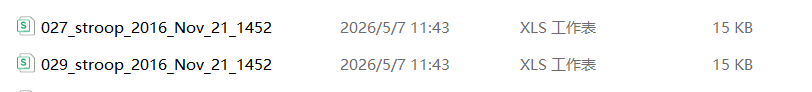 027_stroop_2016_Nov_21_1452 2026/5/7 11:43 XLS 工作表 15 KB
029_stroop_2016_Nov_21_1452 2026/5/7 11:43 XLS 工作表 15 KB